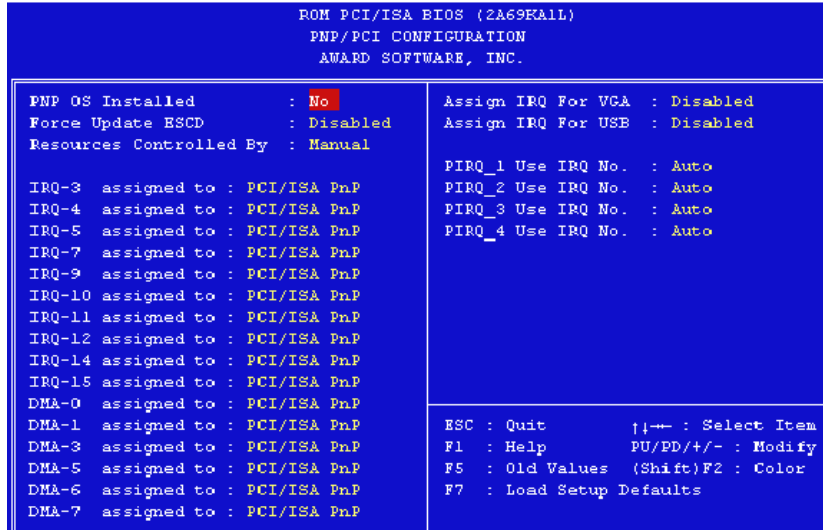 ROM PCI/ISA BIOS (2A69KA1L)
PNP/PCI CONFIGURATION
AWARD SOFTWARE, INC.
PNP OS Installed : No
Force Update ESCD : Disabled
Resources Controlled By : Manual
IRQ-3 assigned to : PCI/ISA PnP
IRQ-4 assigned to : PCI/ISA PnP
IRQ-5 assigned to : PCI/ISA PnP
IRQ-7 assigned to : PCI/ISA PnP
IRQ-9 assigned to : PCI/ISA PnP
IRQ-10 assigned to : PCI/ISA PnP
IRQ-11 assigned to : PCI/ISA PnP
IRQ-12 assigned to : PCI/ISA PnP
IRQ-14 assigned to : PCI/ISA PnP
IRQ-15 assigned to : PCI/ISA PnP
DMA-0 assigned to : PCI/ISA PnP
DMA-1 assigned to : PCI/ISA PnP
DMA-3 assigned to : PCI/ISA PnP
DMA-5 assigned to : PCI/ISA PnP
DMA-6 assigned to : PCI/ISA PnP
DMA-7 assigned to : PCI/ISA PnP
Assign IRQ For VGA : Disabled
Assign IRQ For USB : Disabled
PIRQ_1 Use IRQ No. : Auto
PIRQ_2 Use IRQ No. : Auto
PIRQ_3 Use IRQ No. : Auto
PIRQ_4 Use IRQ No. : Auto
ESC : Quit ↑↓→← : Select Item
F1 : Help PU/PD/+/- : Modify
F5 : Old Values (Shift)F2 : Color
F7 : Load Setup Defaults